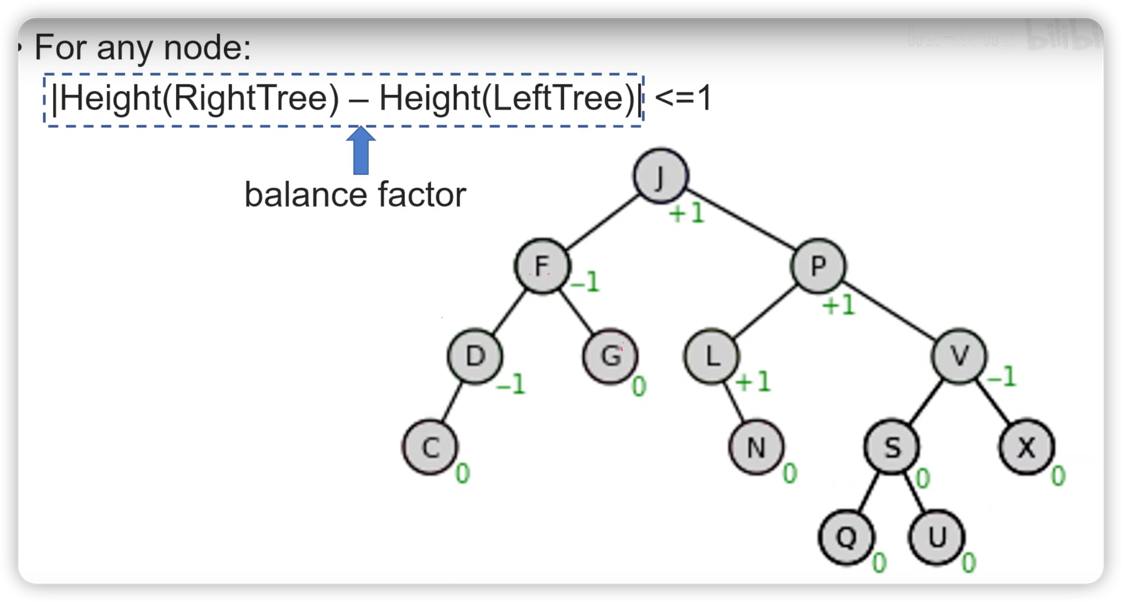 • For any node:
|Height(RightTree) – Height(LeftTree)| <=1
balance factor
J
+1
F
–1
P
+1
D
–1
G
0
L
+1
V
–1
C
0
N
0
S
0
X
0
Q
0
U
0